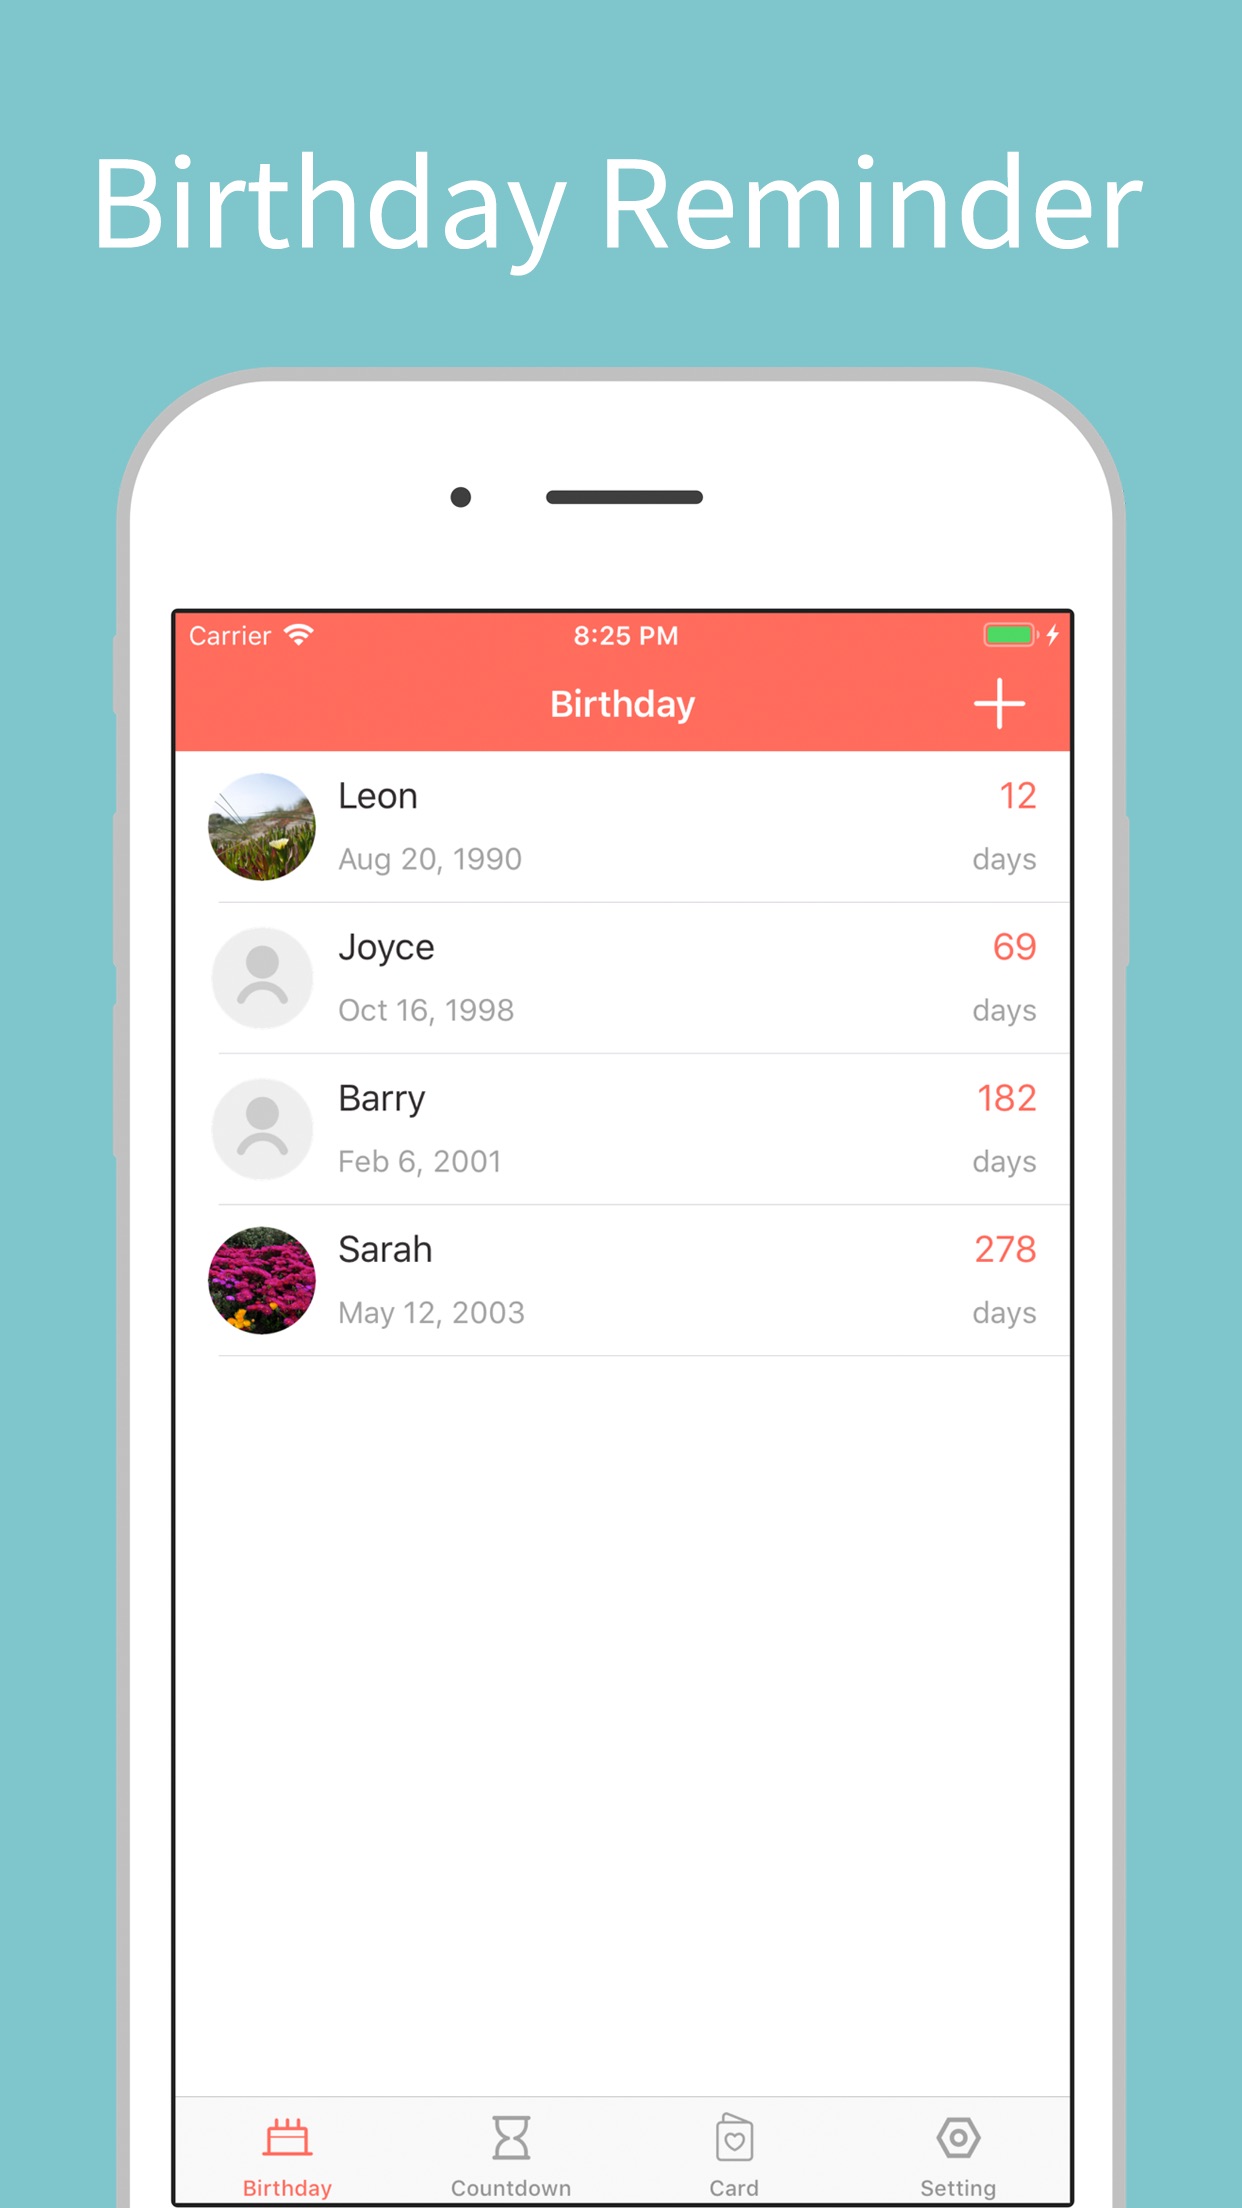 Birthday Reminder
Carrier 8:25 PM
Birthday
Leon 12
Aug 20, 1990 days
Joyce 69
Oct 16, 1998 days
Barry 182
Feb 6, 2001 days
Sarah 278
May 12, 2003 days
Birthday Countdown Card Setting